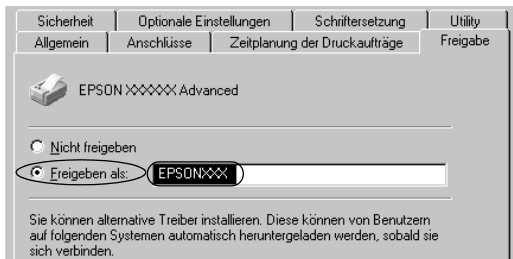 Sicherheit Optionale Einstellungen Schriftersetzung Utility
Allgemein Anschlüsse Zeitplanung der Druckaufträge Freigabe
EPSON XXXXXX Advanced
Nicht freigeben
Freigeben als: EPSONXXX
Sie können alternative Treiber installieren. Diese können von Benutzern
auf folgenden Systemen automatisch heruntergeladen werden, sobald sie
sich verbinden.